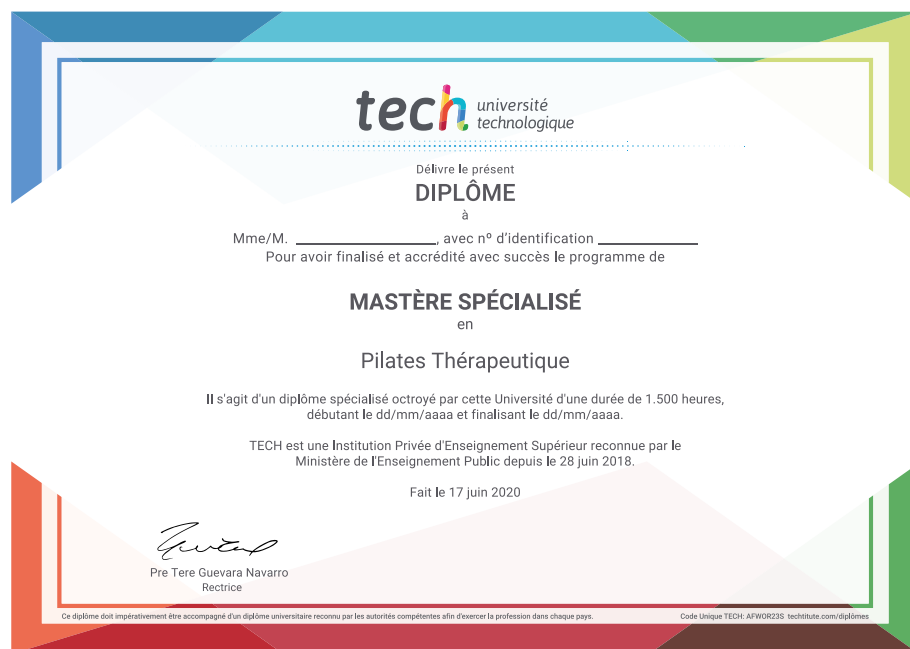 tech université
technologique
Délivre le présent
DIPLÔME
à
Mme/M. ____________________, avec nº d'identification ______________
Pour avoir finalisé et accrédité avec succès le programme de
MASTÈRE SPÉCIALISÉ
en
Pilates Thérapeutique
Il s'agit d'un diplôme spécialisé octroyé par cette Université d'une durée de 1.500 heures,
débutant le dd/mm/aaaa et finalisant le dd/mm/aaaa.
TECH est une Institution Privée d'Enseignement Supérieur reconnue par le
Ministère de l'Enseignement Public depuis le 28 juin 2018.
Fait le 17 juin 2020
Pre Tere Guevara Navarro
Rectrice
Ce diplôme doit impérativement être accompagné d'un diplôme universitaire reconnu par les autorités compétentes afin d'exercer la profession dans chaque pays.
Code Unique TECH: AFWOR23S techtitute.com/diplômes